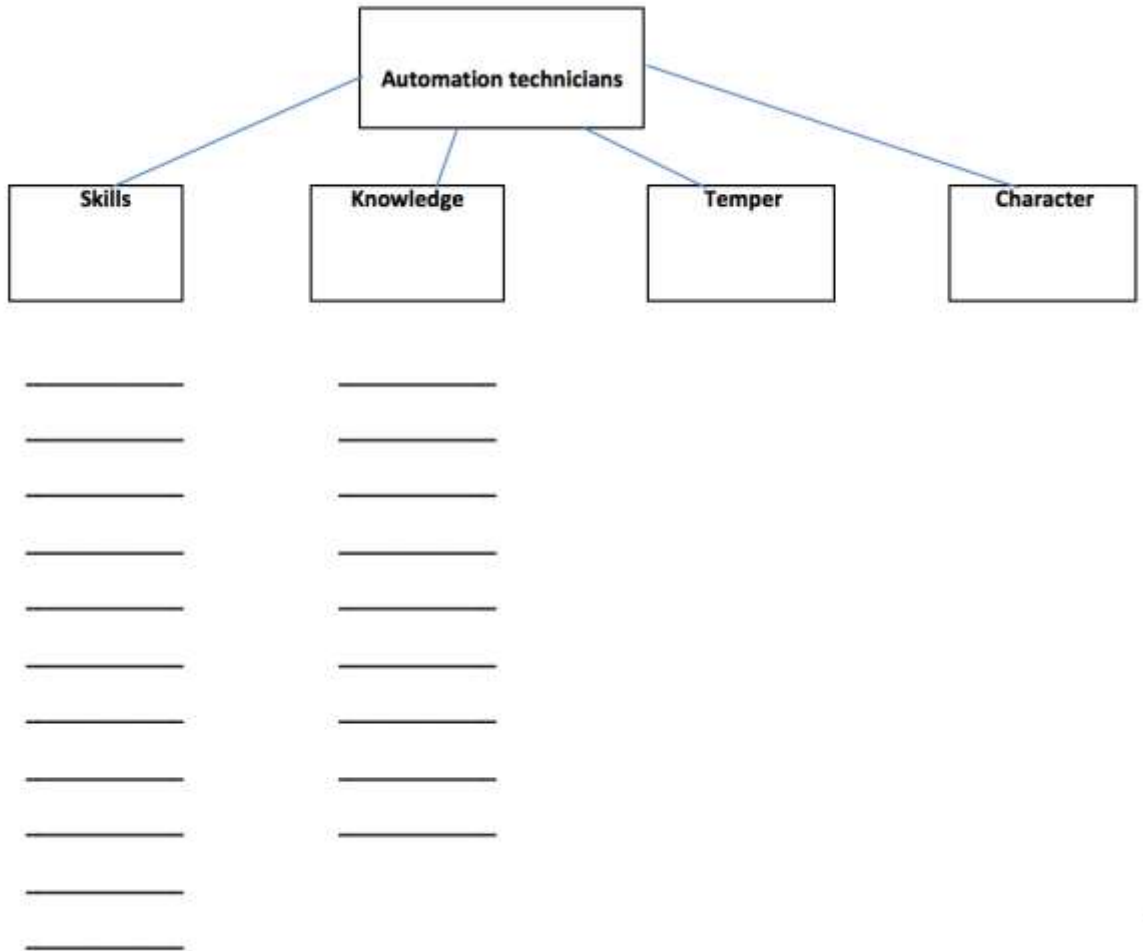 Automation technicians
Skills
Knowledge
Temper
Character